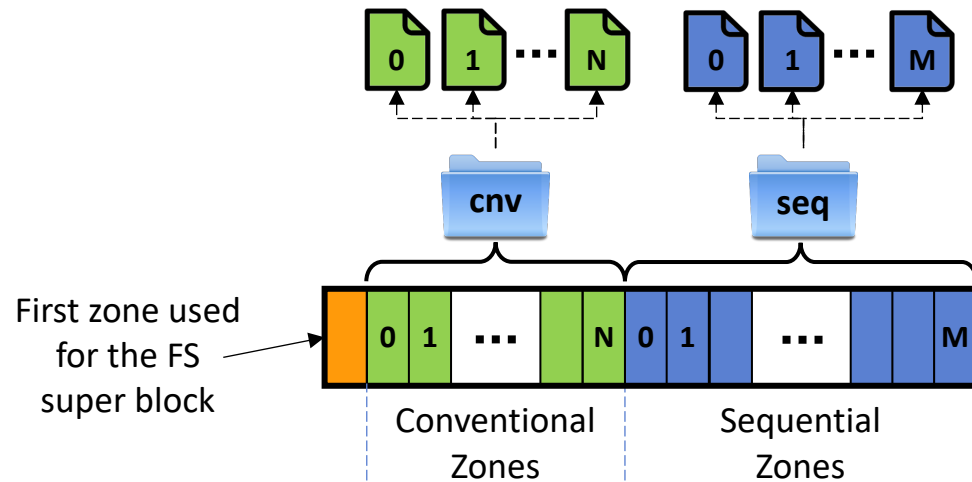 0 1 ... N 0 1 ... M
cnv seq
First zone used
for the FS
super block
0 1 ... N 0 1 ... M
Conventional
Zones
Sequential
Zones